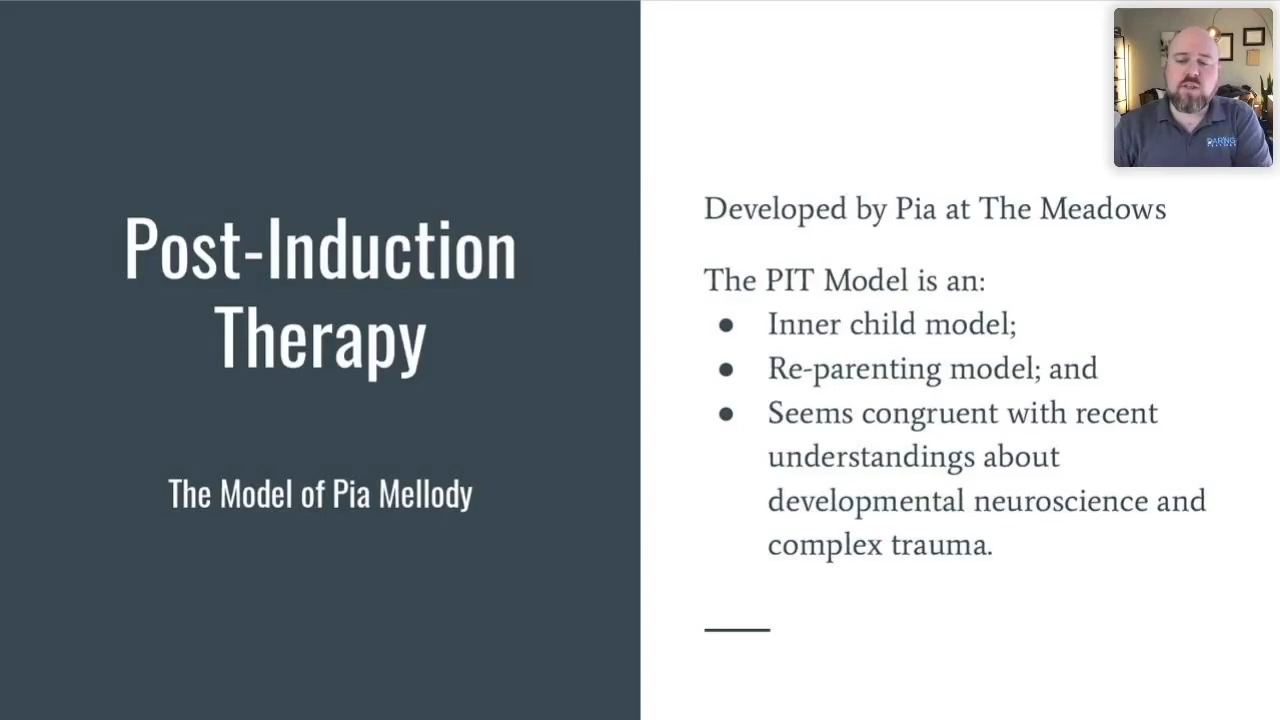 Post-Induction
Therapy
The Model of Pia Mellody
Developed by Pia at The Meadows
The PIT Model is an:
● Inner child model;
● Re-parenting model; and
● Seems congruent with recent
understandings about
developmental neuroscience and
complex trauma.
DARING